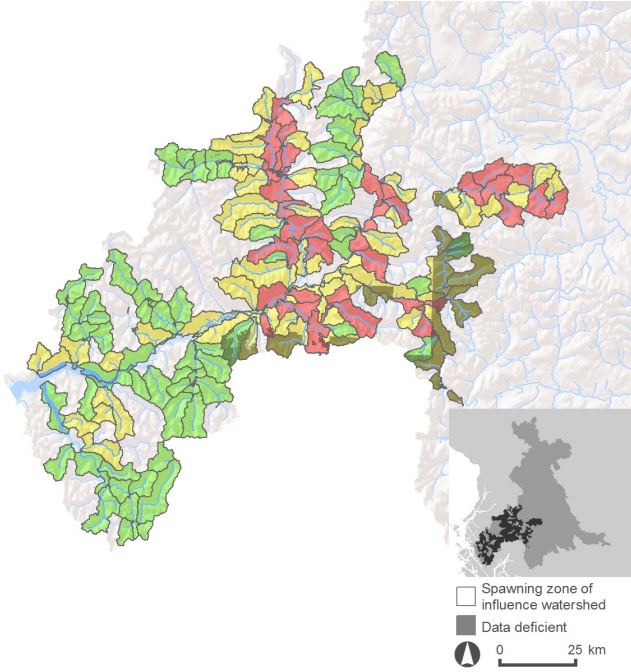 Spawning zone of
influence watershed
Data deficient
0 25 km